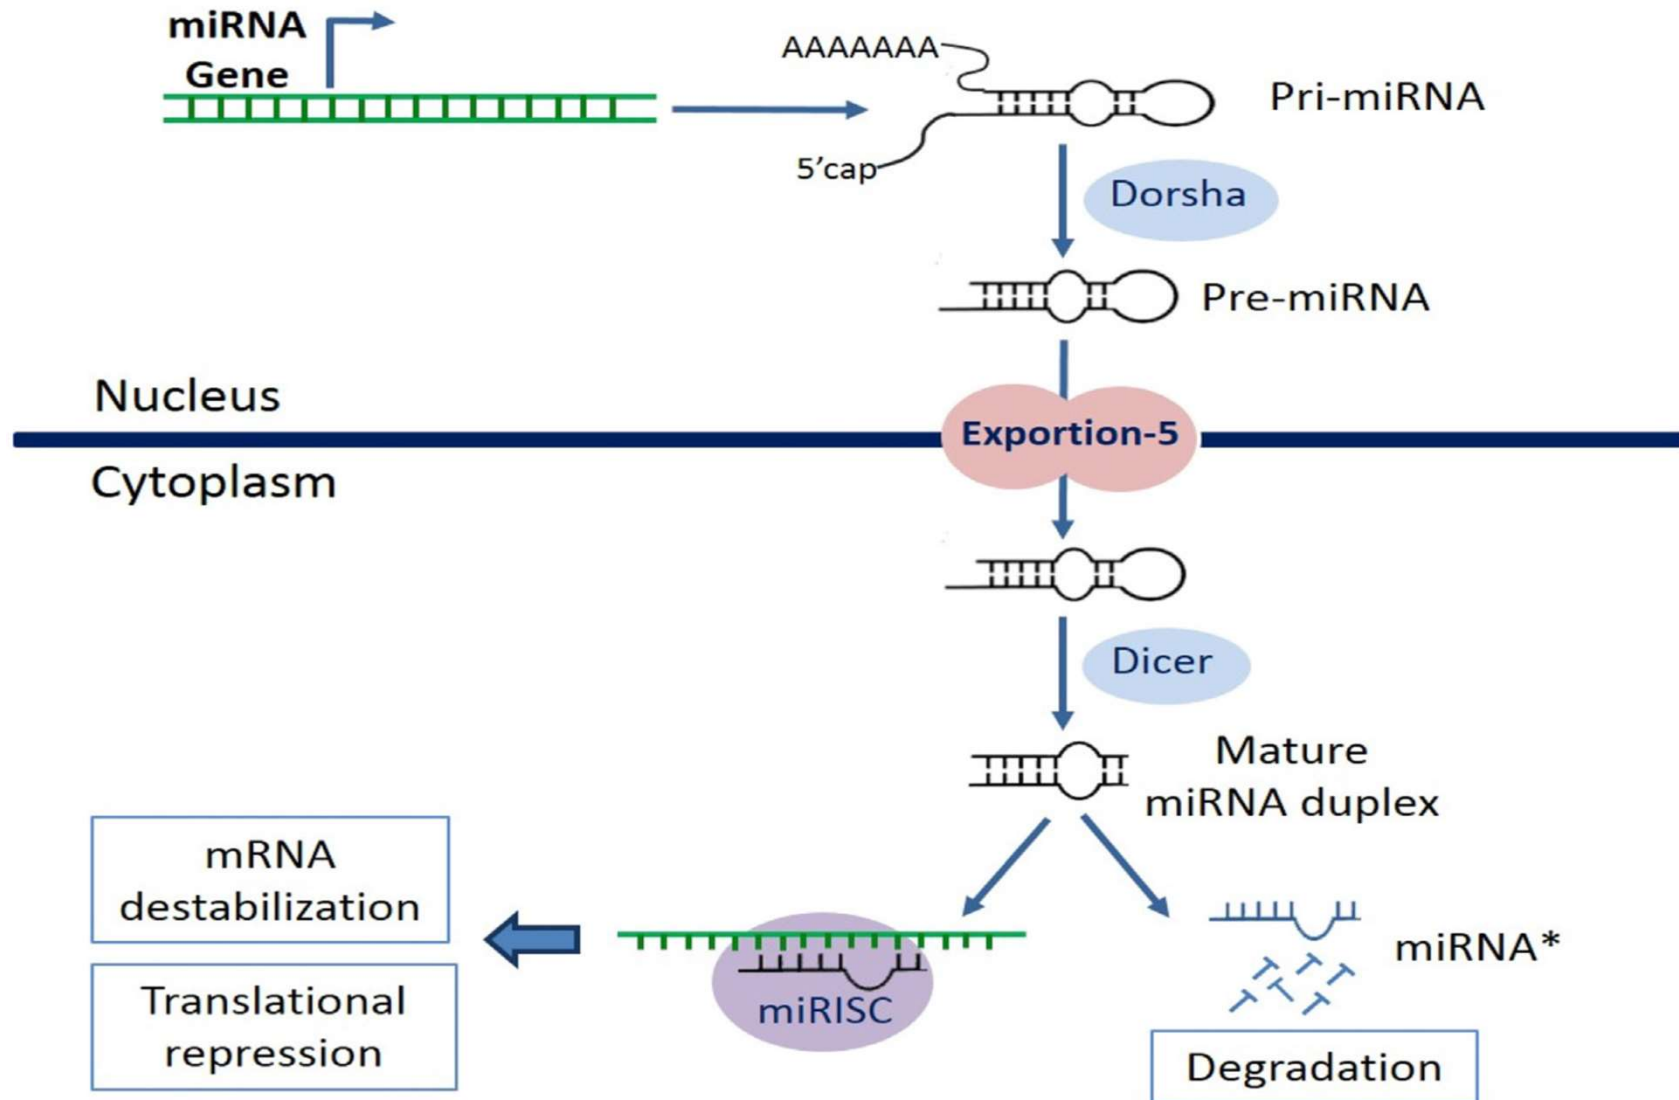 miRNA
Gene
AAAAAAA
Pri-miRNA
5’cap
Dorsha
Pre-miRNA
Nucleus
Exportion-5
Cytoplasm
Dicer
Mature
miRNA duplex
mRNA
destabilization
miRNA*
Translational
repression
miRISC
Degradation